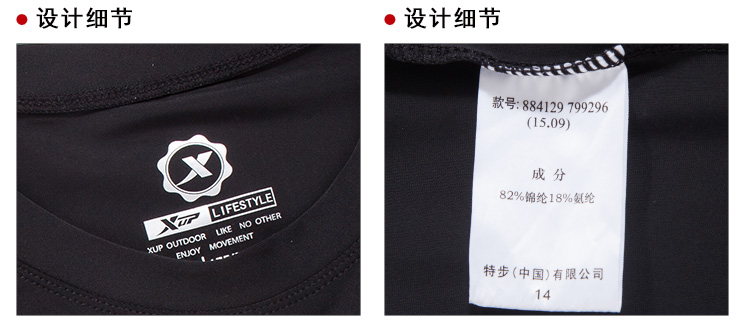 设计细节
设计细节
X
XUP LIFESTYLE
XUP OUTDOOR LIKE NO OTHER
ENJOY MOVEMENT
款号:884129 799296
(15.09)
成 分
82%锦纶18%氨纶
特步(中国)有限公司
14